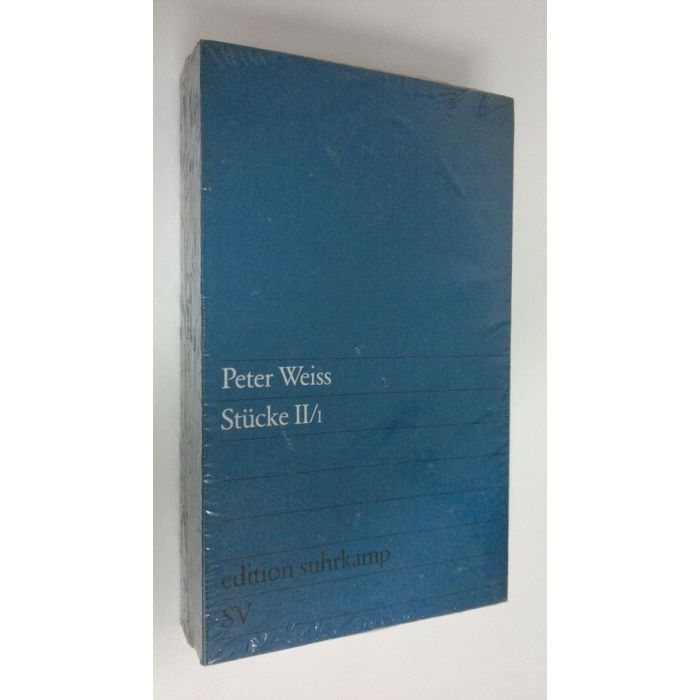 Peter Weiss
Stücke II/1
edition suhrkamp
SV